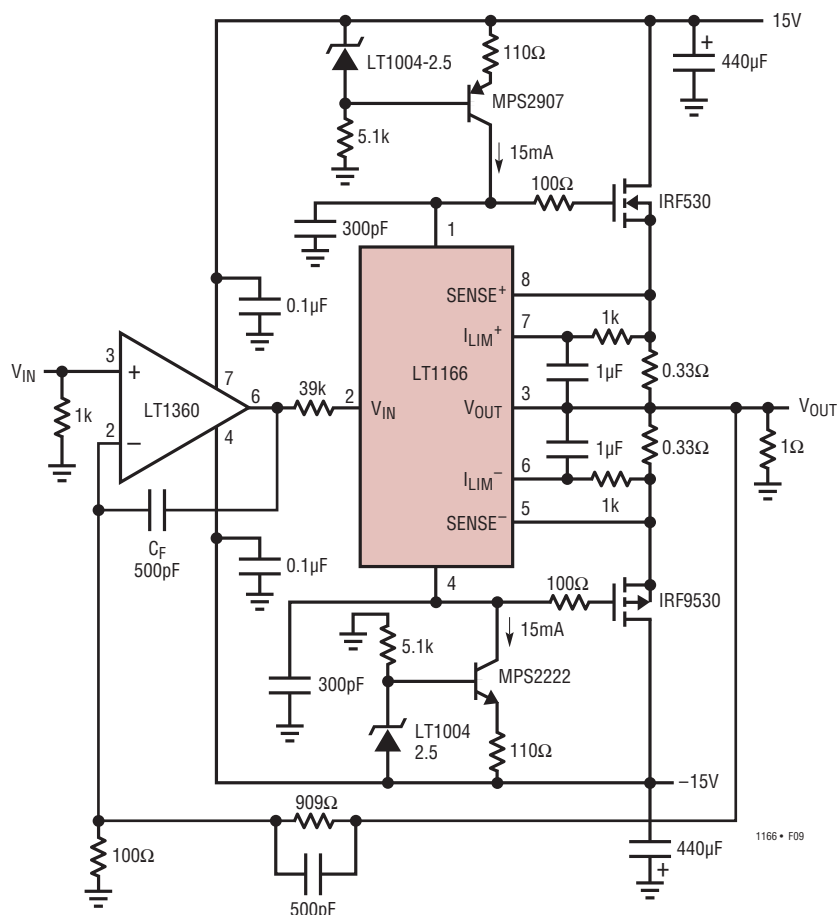 15V
+
440µF
LT1004-2.5
110Ω
MPS2907
5.1k
15mA
100Ω
IRF530
300pF
1
SENSE+
8
0.1µF
ILIM+
7
1k
LT1166
1µF
0.33Ω
VIN
3
+
7
6
39k
2
VIN
VOUT
3
VOUT
LT1360
1k
2
−
4
1µF
0.33Ω
1Ω
ILIM−
6
1k
SENSE−
5
CF
500pF
0.1µF
4
100Ω
IRF9530
5.1k
15mA
300pF
MPS2222
LT1004
2.5
110Ω
−15V
909Ω
100Ω
500pF
440µF
+
1166 • F09